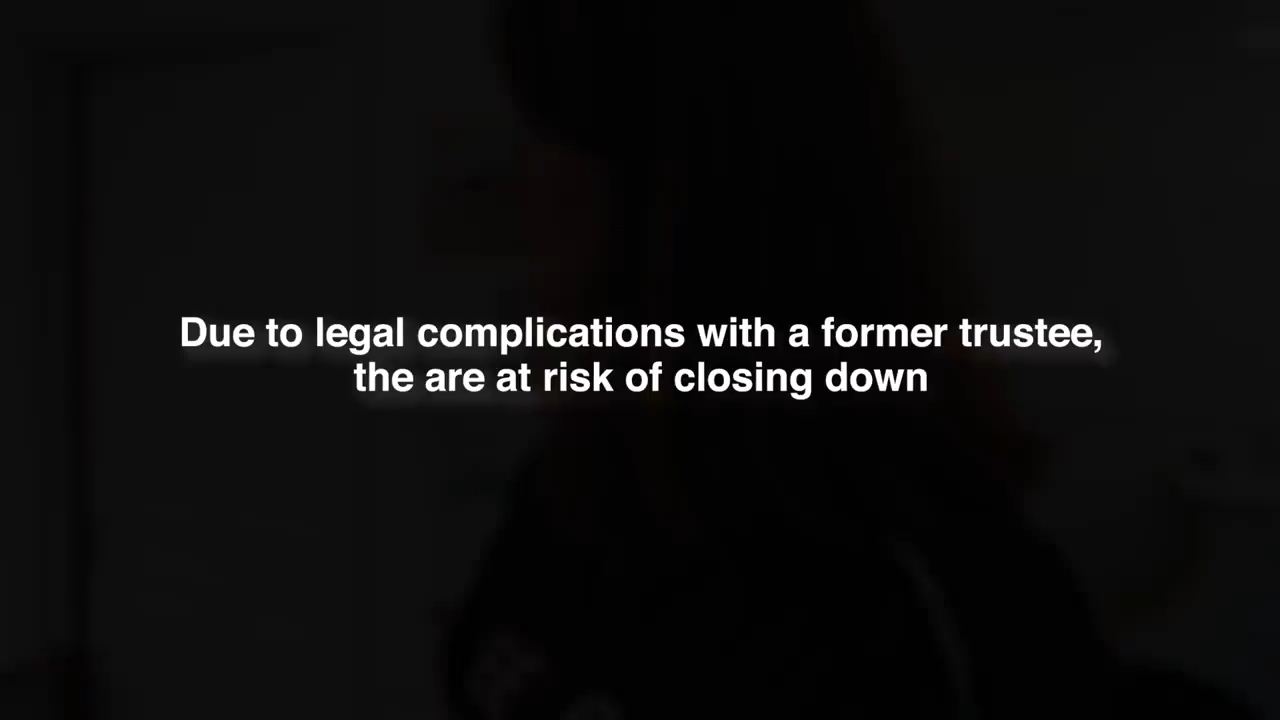 Due to legal complications with a former trustee,
the are at risk of closing down